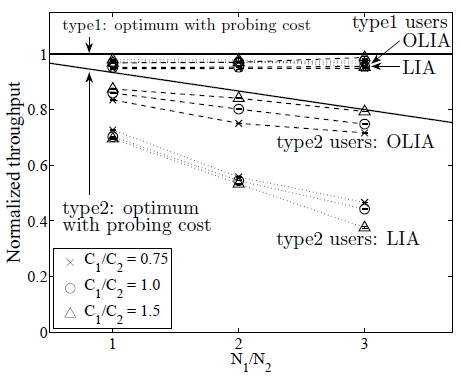 type1: optimum with probing cost
type1 users
OLIA
LIA
1
0.8
0.6
0.4
0.2
0
Normalized throughput
type2 users: OLIA
type2: optimum
with probing cost
type2 users: LIA
C1/C2 = 0.75
C1/C2 = 1.0
C1/C2 = 1.5
1
2
3
N1/N2